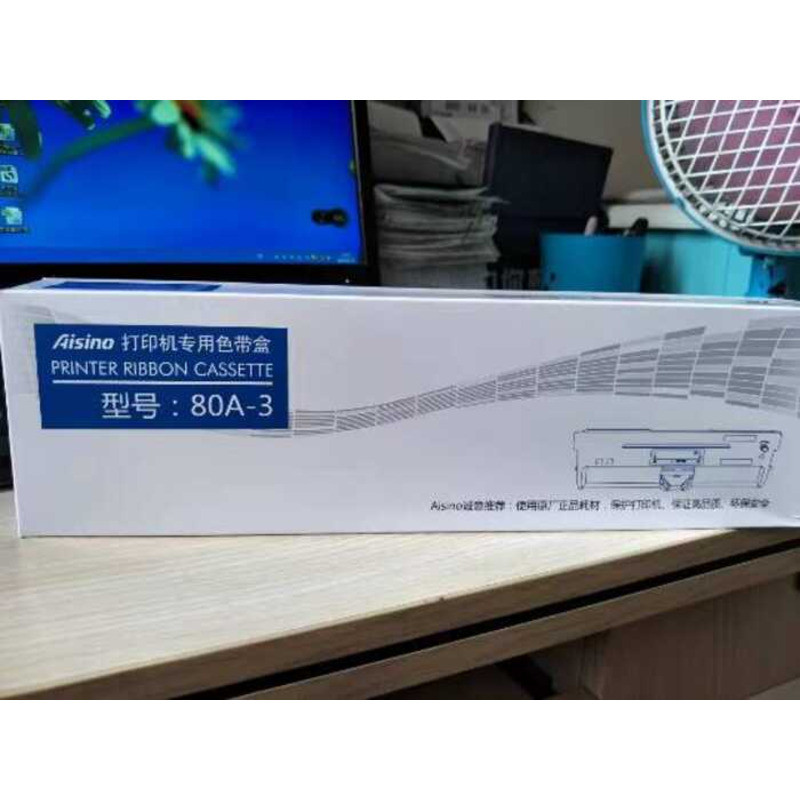 Aisino 打印机专用色带盒
PRINTER RIBBON CASSETTE
型号：80A-3
Aisino诚意推荐：使用原厂正品耗材，保护打印机、保证高品质、环保安全